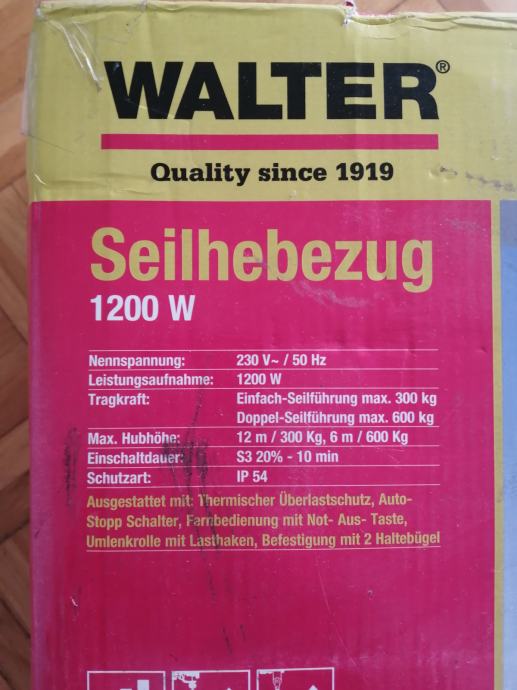 WALTER®
Quality since 1919
Seilhebezug
1200 W
Nennspannung: 230 V~ / 50 Hz
Leistungsaufnahme: 1200 W
Tragkraft: Einfach-Seilführung max. 300 kg
Doppel-Seilführung max. 600 kg
Max. Hubhöhe: 12 m / 300 Kg, 6 m / 600 Kg
Einschaltdauer: S3 20% - 10 min
Schutzart: IP 54
Ausgestattet mit: Thermischer Überlastschutz, Auto-
Stopp Schalter, Farnbedienung mit Not- Aus- Taste,
Umlenkrolle mit Lasthaken, Befestigung mit 2 Haltebügel